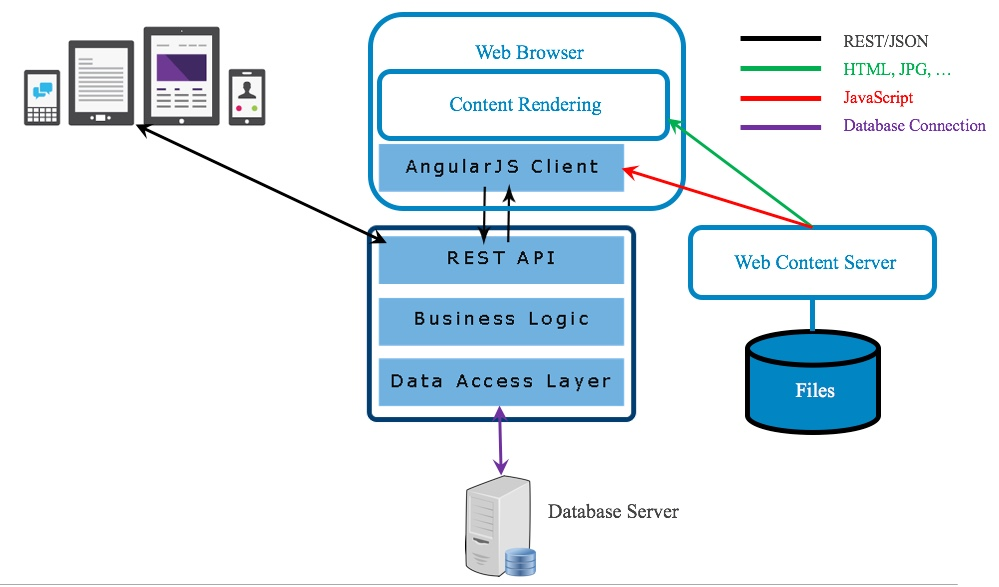 Web Browser
Content Rendering
AngularJS Client
REST/JSON
HTML, JPG, …
JavaScript
Database Connection
REST API
Business Logic
Data Access Layer
Web Content Server
Files
Database Server